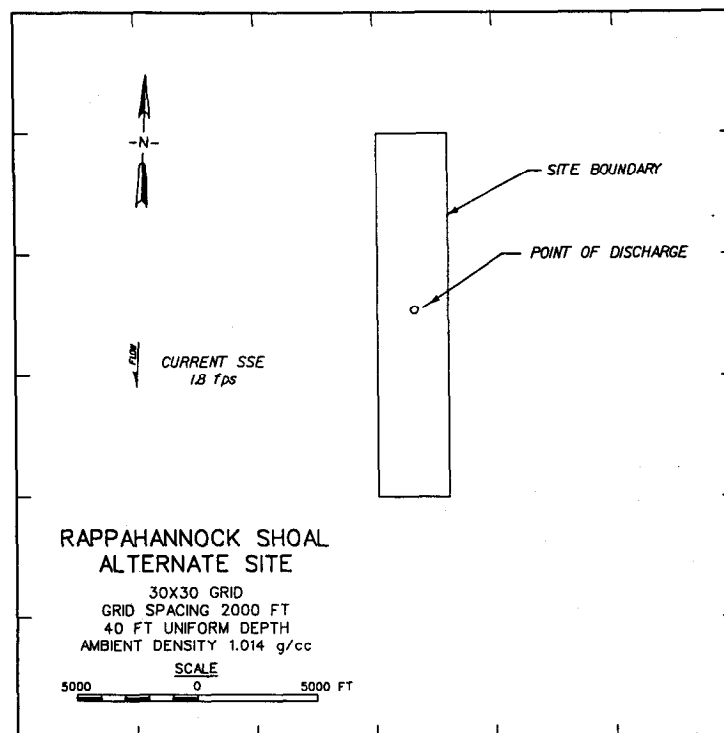 -N-
SITE BOUNDARY
POINT OF DISCHARGE
FLOW
CURRENT SSE
1.8 fps
RAPPAHANNOCK SHOAL
ALTERNATE SITE
30X30 GRID
GRID SPACING 2000 FT
40 FT UNIFORM DEPTH
AMBIENT DENSITY 1.014 g/cc
SCALE
5000 0 5000 FT